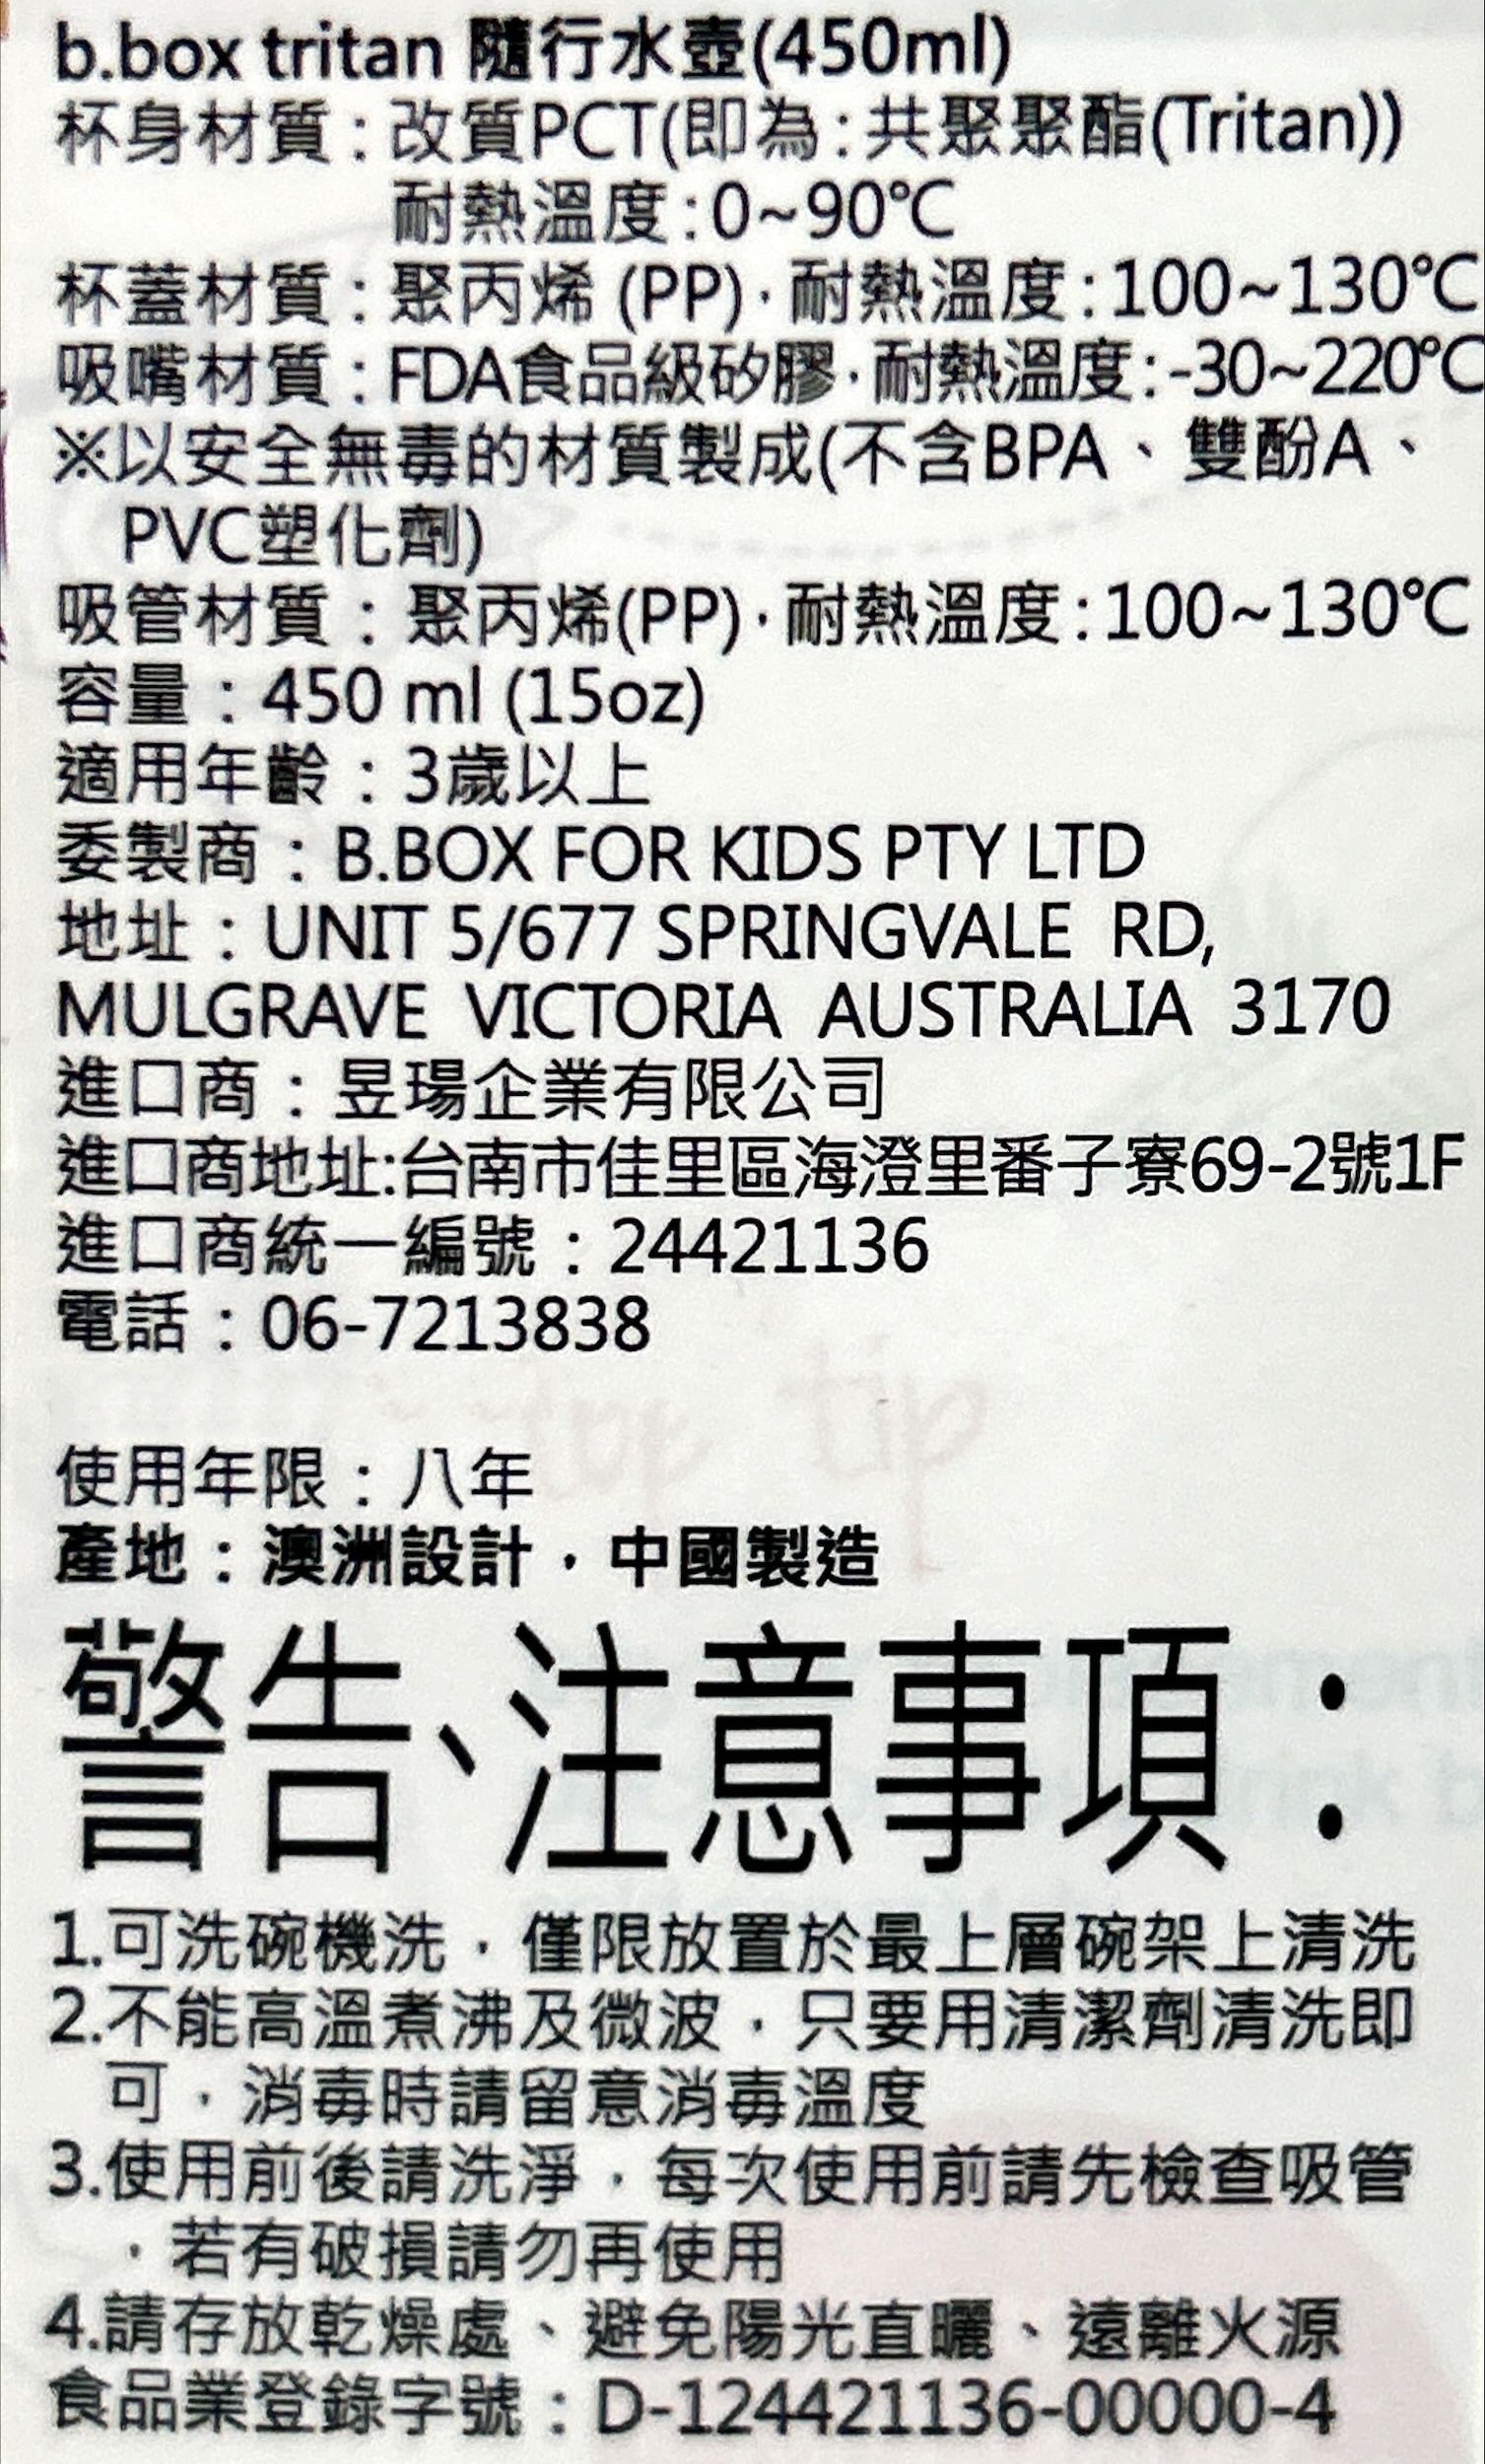 b.box tritan 隨行水壺(450ml)
杯身材質：改質PCT(即為：共聚聚酯(Tritan))
耐熱溫度:0~90℃
杯蓋材質：聚丙烯 (PP)，耐熱溫度:100~130℃
吸嘴材質：FDA食品級矽膠，耐熱溫度:-30~220℃
※以安全無毒的材質製成(不含BPA、雙酚A、
PVC塑化劑)
吸管材質：聚丙烯(PP)，耐熱溫度:100~130℃
容量：450 ml (15oz)
適用年齡：3歲以上
委製商：B.BOX FOR KIDS PTY LTD
地址：UNIT 5/677 SPRINGVALE RD,
MULGRAVE VICTORIA AUSTRALIA 3170
進口商：昱瑒企業有限公司
進口商地址:台南市佳里區海澄里番子寮69-2號1F
進口商統一編號：24421136
電話：06-7213838
使用年限：八年
產地：澳洲設計，中國製造
警告、注意事項：
1.可洗碗機洗，僅限放置於最上層碗架上清洗
2.不能高溫煮沸及微波，只要用清潔劑清洗即
可，消毒時請留意消毒溫度
3.使用前後請洗淨，每次使用前請先檢查吸管
，若有破損請勿再使用
4.請存放乾燥處、避免陽光直曬、遠離火源
食品業登錄字號：D-124421136-00000-4